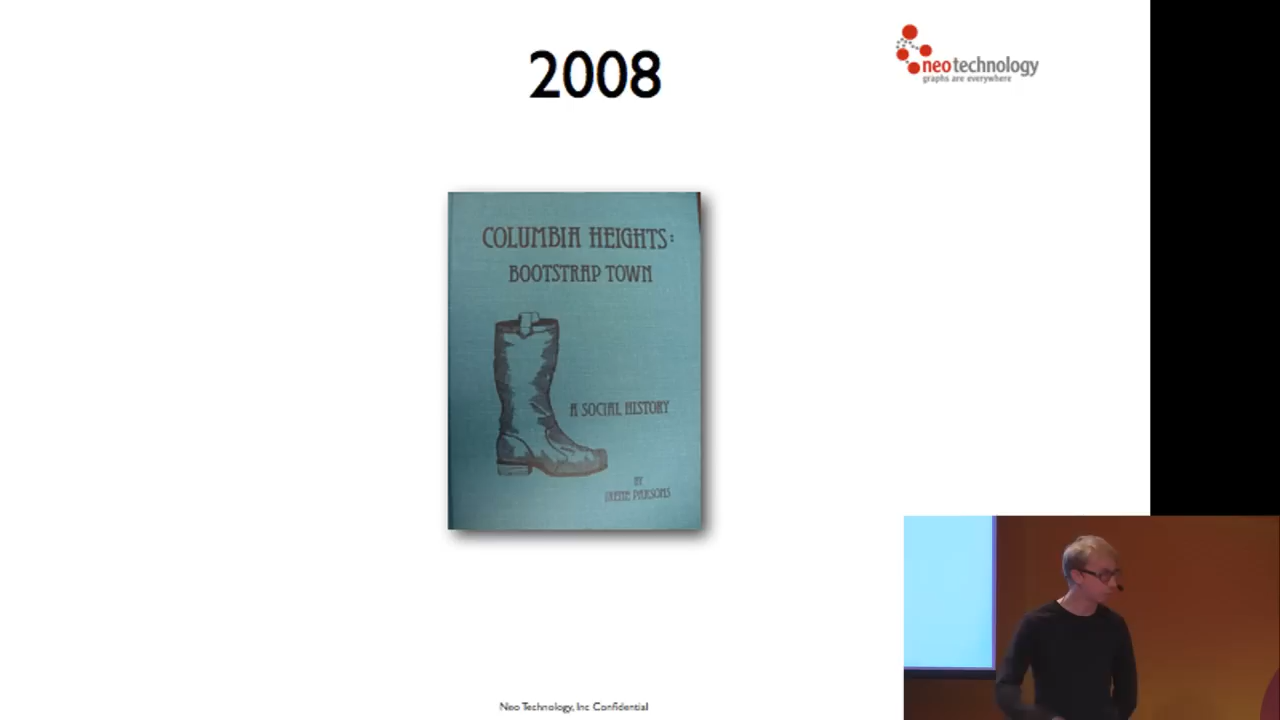 2008
neotechnology
graphs are everywhere
COLUMBIA HEIGHTS:
BOOTSTRAP TOWN
A SOCIAL HISTORY
BY
IRENE PARSONS
Neo Technology, Inc Confidential